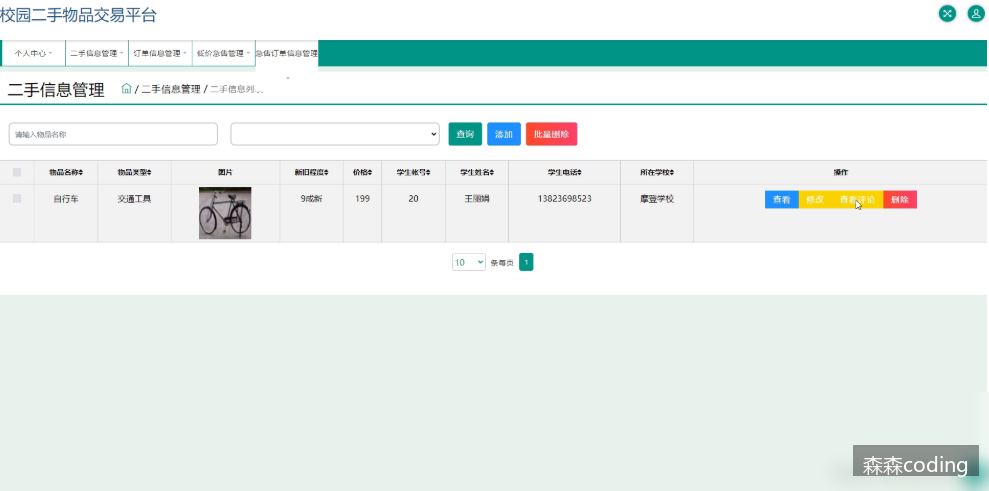 校园二手物品交易平台
个人中心 二手信息管理 订单信息管理 低价急售管理 急售订单信息管理
二手信息管理 / 二手信息管理 / 二手信息列...
请输入物品名称 查询 添加 批量删除
物品名称 物品类型 图片 新旧程度 价格 学生帐号 学生姓名 学生电话 所在学校 操作
自行车 交通工具 9成新 199 20 王丽娟 13823698523 摩登学校 查看 修改 查看评论 删除
10 条每页 1
森森coding